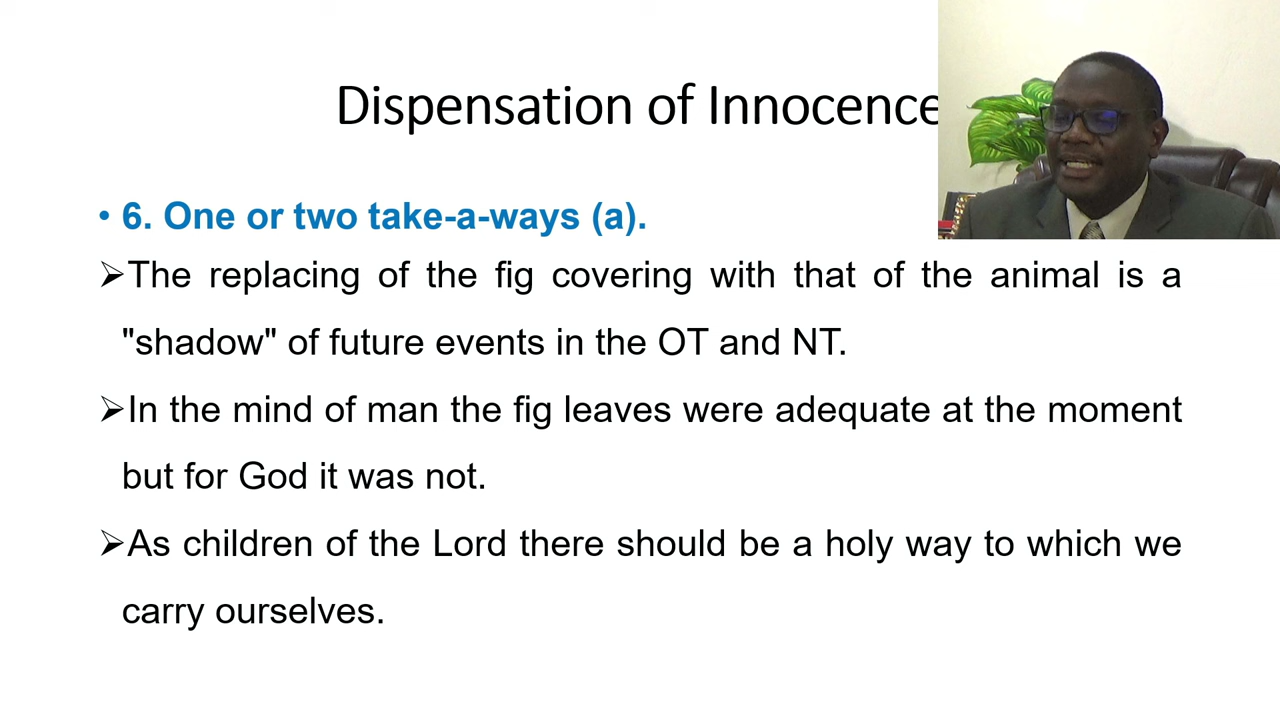 Dispensation of Innocence
• 6. One or two take-a-ways (a).
➢The replacing of the fig covering with that of the animal is a
"shadow" of future events in the OT and NT.
➢In the mind of man the fig leaves were adequate at the moment
but for God it was not.
➢As children of the Lord there should be a holy way to which we
carry ourselves.